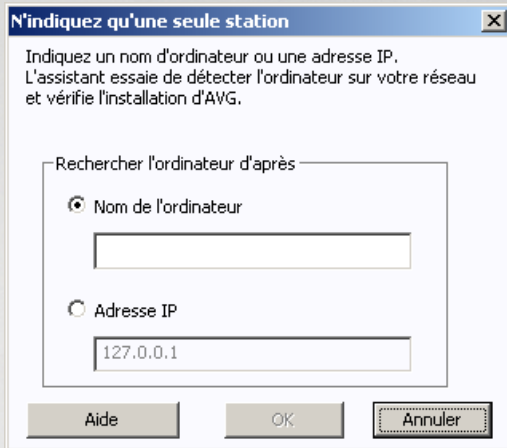 N'indiquez qu'une seule station
Indiquez un nom d'ordinateur ou une adresse IP.
L'assistant essaie de détecter l'ordinateur sur votre réseau
et vérifie l'installation d'AVG.
Rechercher l'ordinateur d'après
Nom de l'ordinateur
Adresse IP
127.0.0.1
Aide OK Annuler